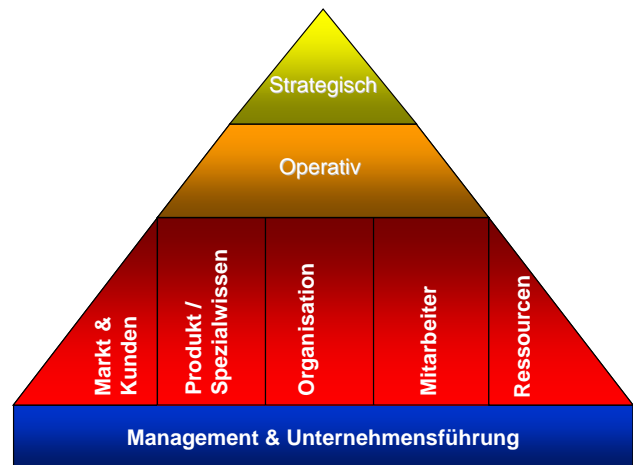 Strategisch
Operativ
Markt &
Kunden
Produkt /
Spezialwissen
Organisation
Mitarbeiter
Ressourcen
Management & Unternehmensführung